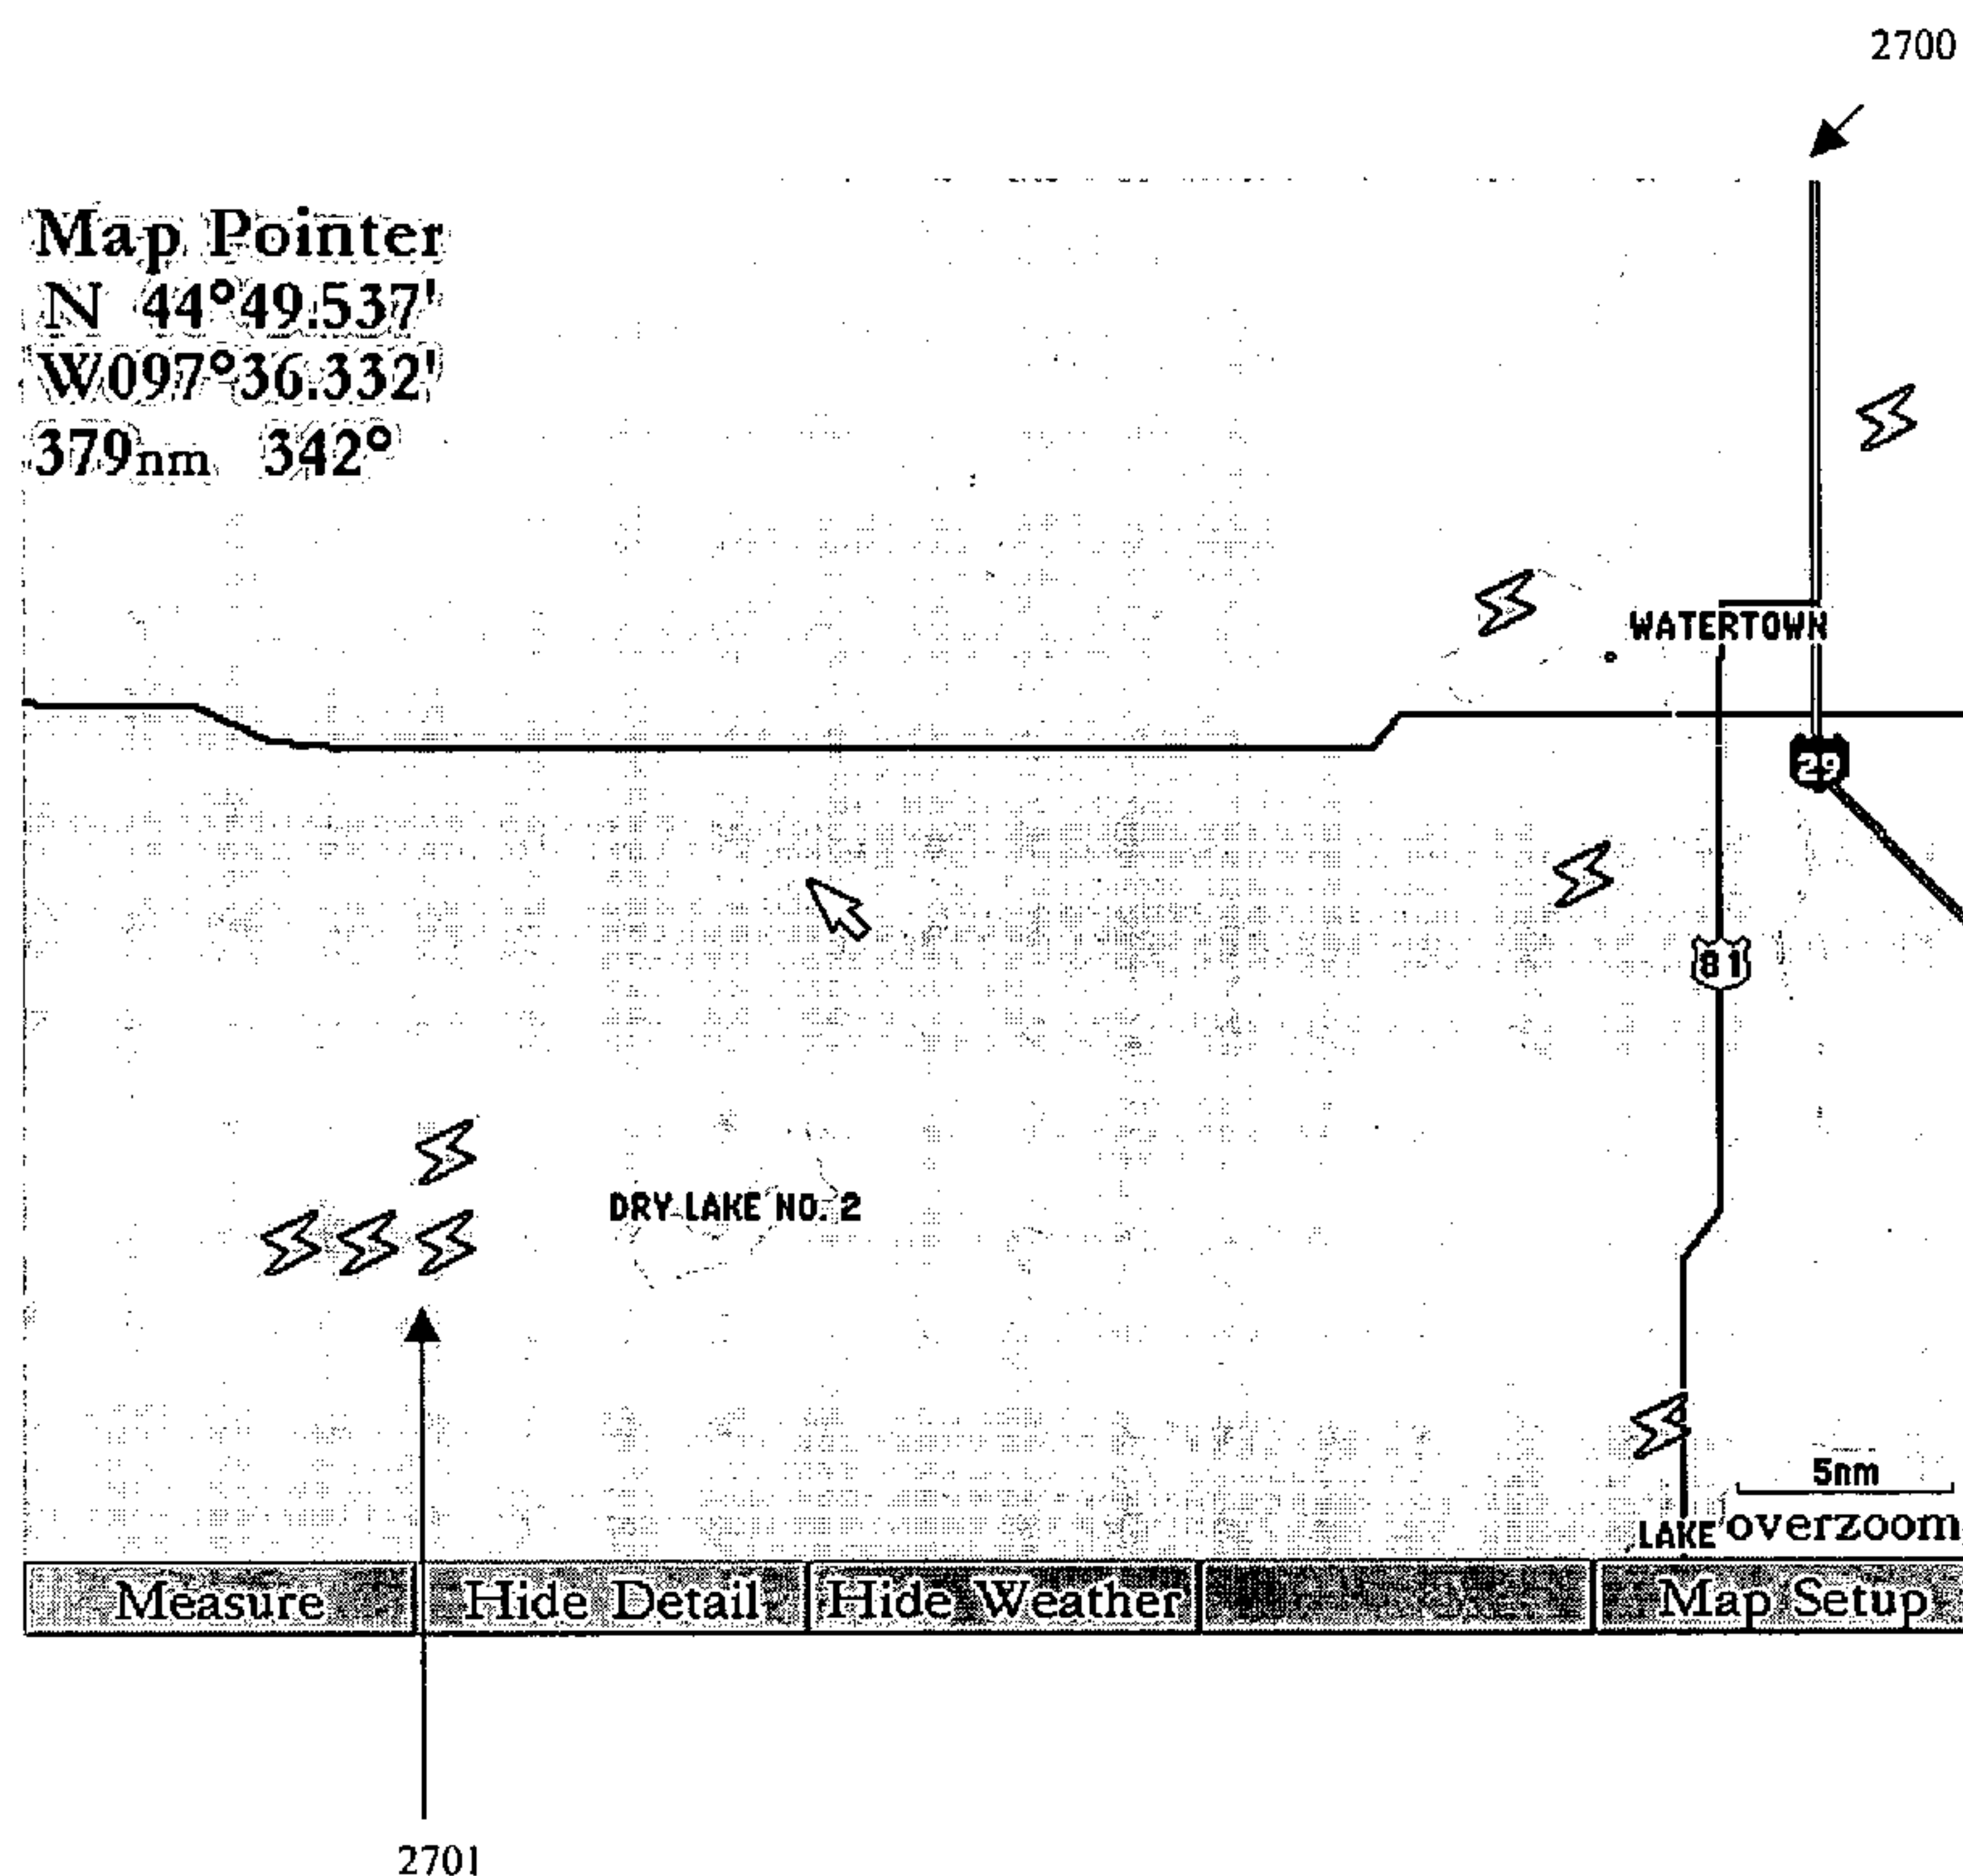 2700
Map Pointer
N 44°49.537'
W097°36.332'
379nm 342°
WATERTOWN
29
81
DRY LAKE NO. 2
5nm
LAKE overzoom
Measure Hide Detail Hide Weather Map Setup
2701